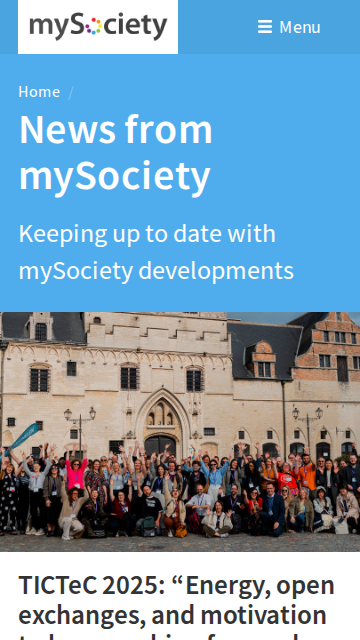 mySociety
Menu
Home /
News from
mySociety
Keeping up to date with
mySociety developments
TICTeC 2025: “Energy, open
exchanges, and motivation